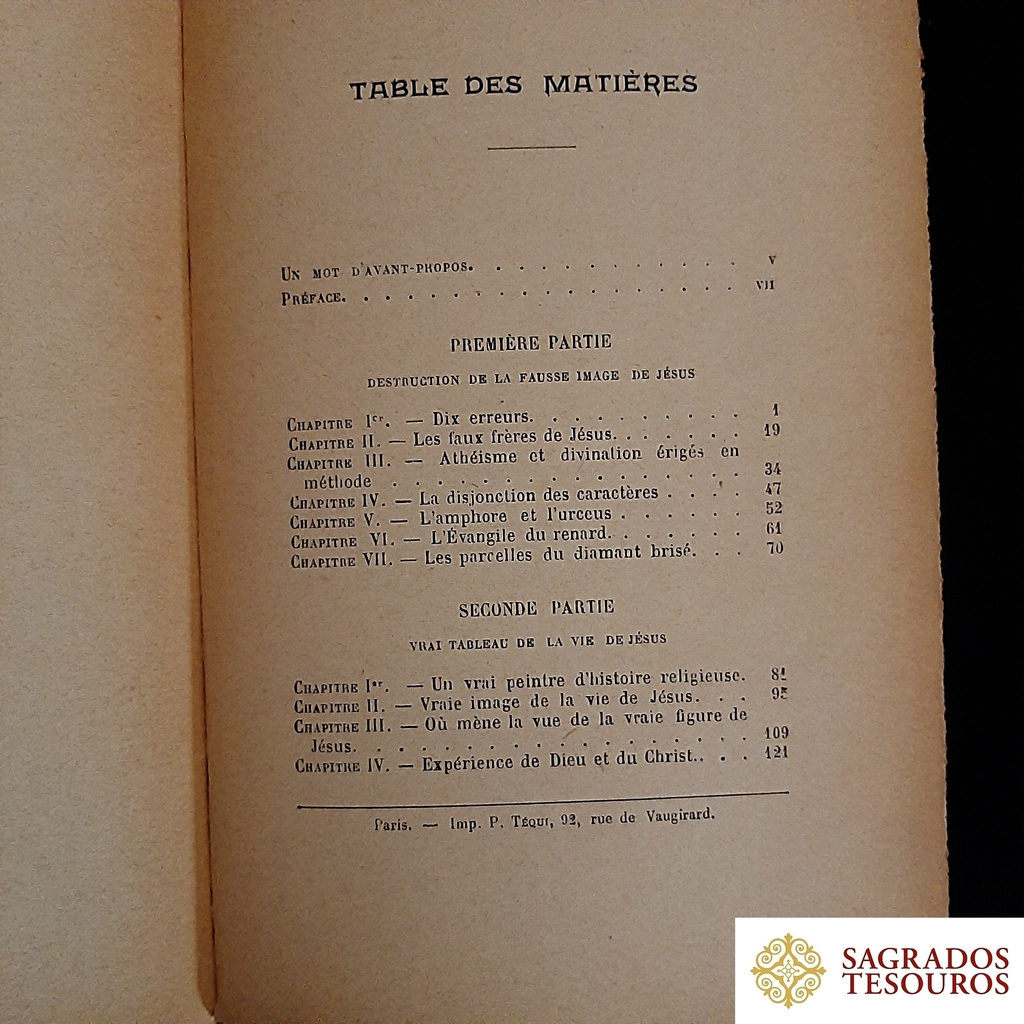 TABLE DES MATIÈRES
UN MOT D'AVANT-PROPOS. . . . . . . . . . . . . V
PRÉFACE. . . . . . . . . . . . . . . . . . . VII
PREMIÈRE PARTIE
DESTRUCTION DE LA FAUSSE IMAGE DE JÉSUS
CHAPITRE Ier. — Dix erreurs. . . . . . . . . . 1
CHAPITRE II. — Les faux frères de Jésus. . . . . . . 19
CHAPITRE III. — Athéisme et divination érigés en
méthode . . . . . . . . . . . . . . . 34
CHAPITRE IV. — La disjonction des caractères . . . . 47
CHAPITRE V. — L'amphore et l'urceus . . . . . . 52
CHAPITRE VI. — L'Évangile du renard. . . . . . . 61
CHAPITRE VII. — Les parcelles du diamant brisé. . . 70
SECONDE PARTIE
VRAI TABLEAU DE LA VIE DE JÉSUS
CHAPITRE Ier. — Un vrai peintre d'histoire religieuse. 81
CHAPITRE II. — Vraie image de la vie de Jésus. . . 95
CHAPITRE III. — Où mène la vue de la vraie figure de
Jésus. . . . . . . . . . . . . . . . . . 109
CHAPITRE IV. — Expérience de Dieu et du Christ. . . . 121
Paris. — Imp. P. TÉQUI, 92, rue de Vaugirard.
SAGRADOS
TESOUROS